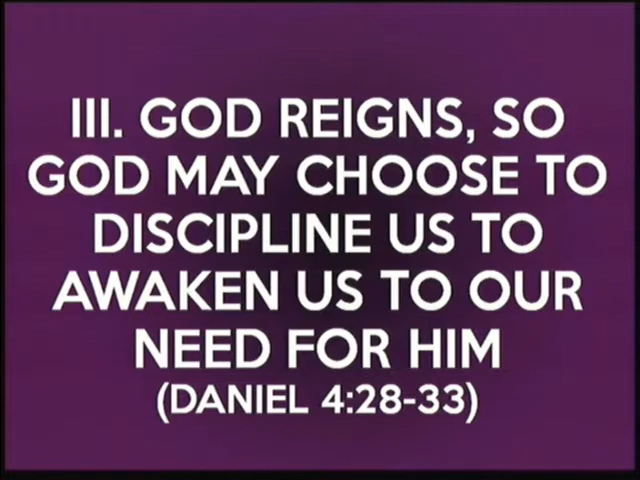 III. GOD REIGNS, SO
GOD MAY CHOOSE TO
DISCIPLINE US TO
AWAKEN US TO OUR
NEED FOR HIM
(DANIEL 4:28-33)